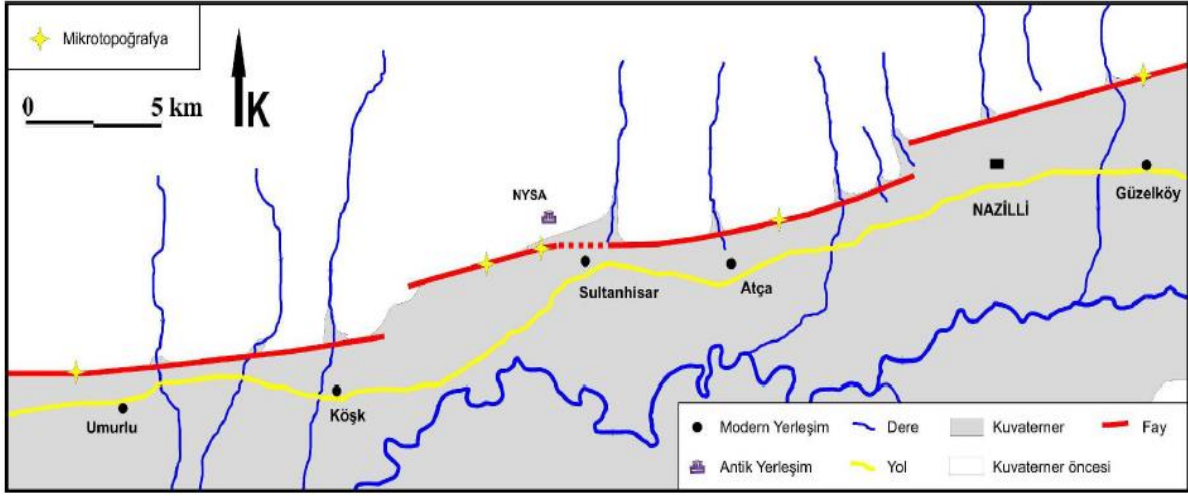 Mikrotopoğrafya
0 5 km
K
NYSA
Güzelköy
NAZİLLİ
Sultanhisar
Atça
Köşk
Umurlu
Modern Yerleşim
Dere
Kuvaterner
Fay
Antik Yerleşim
Yol
Kuvaterner öncesi